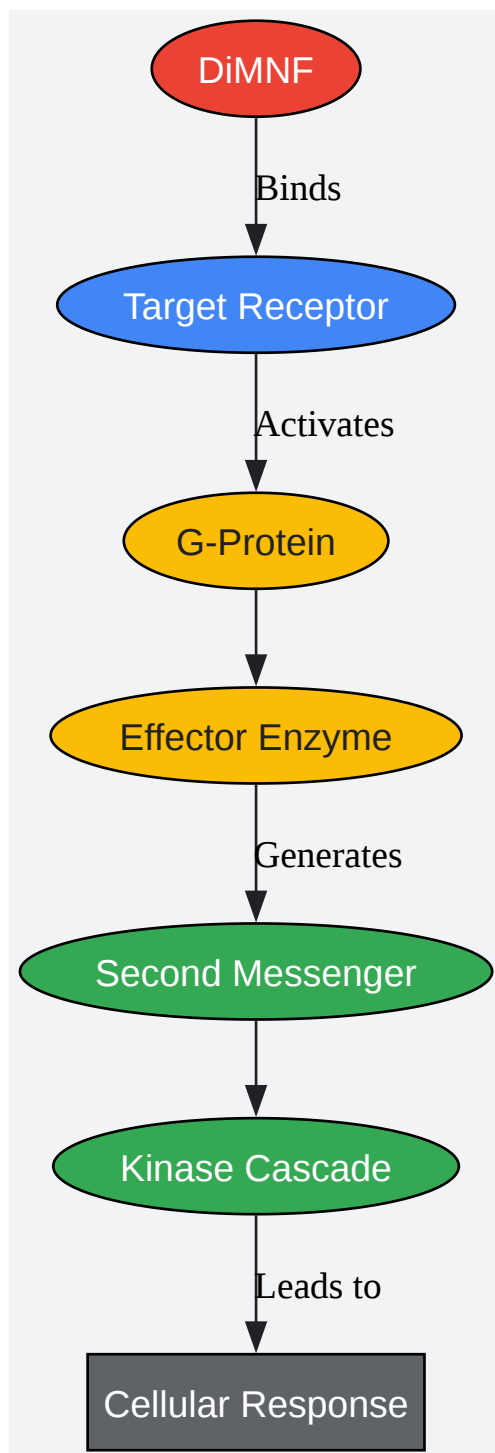 DiMNF
Binds
Target Receptor
Activates
G-Protein
Effector Enzyme
Generates
Second Messenger
Kinase Cascade
Leads to
Cellular Response